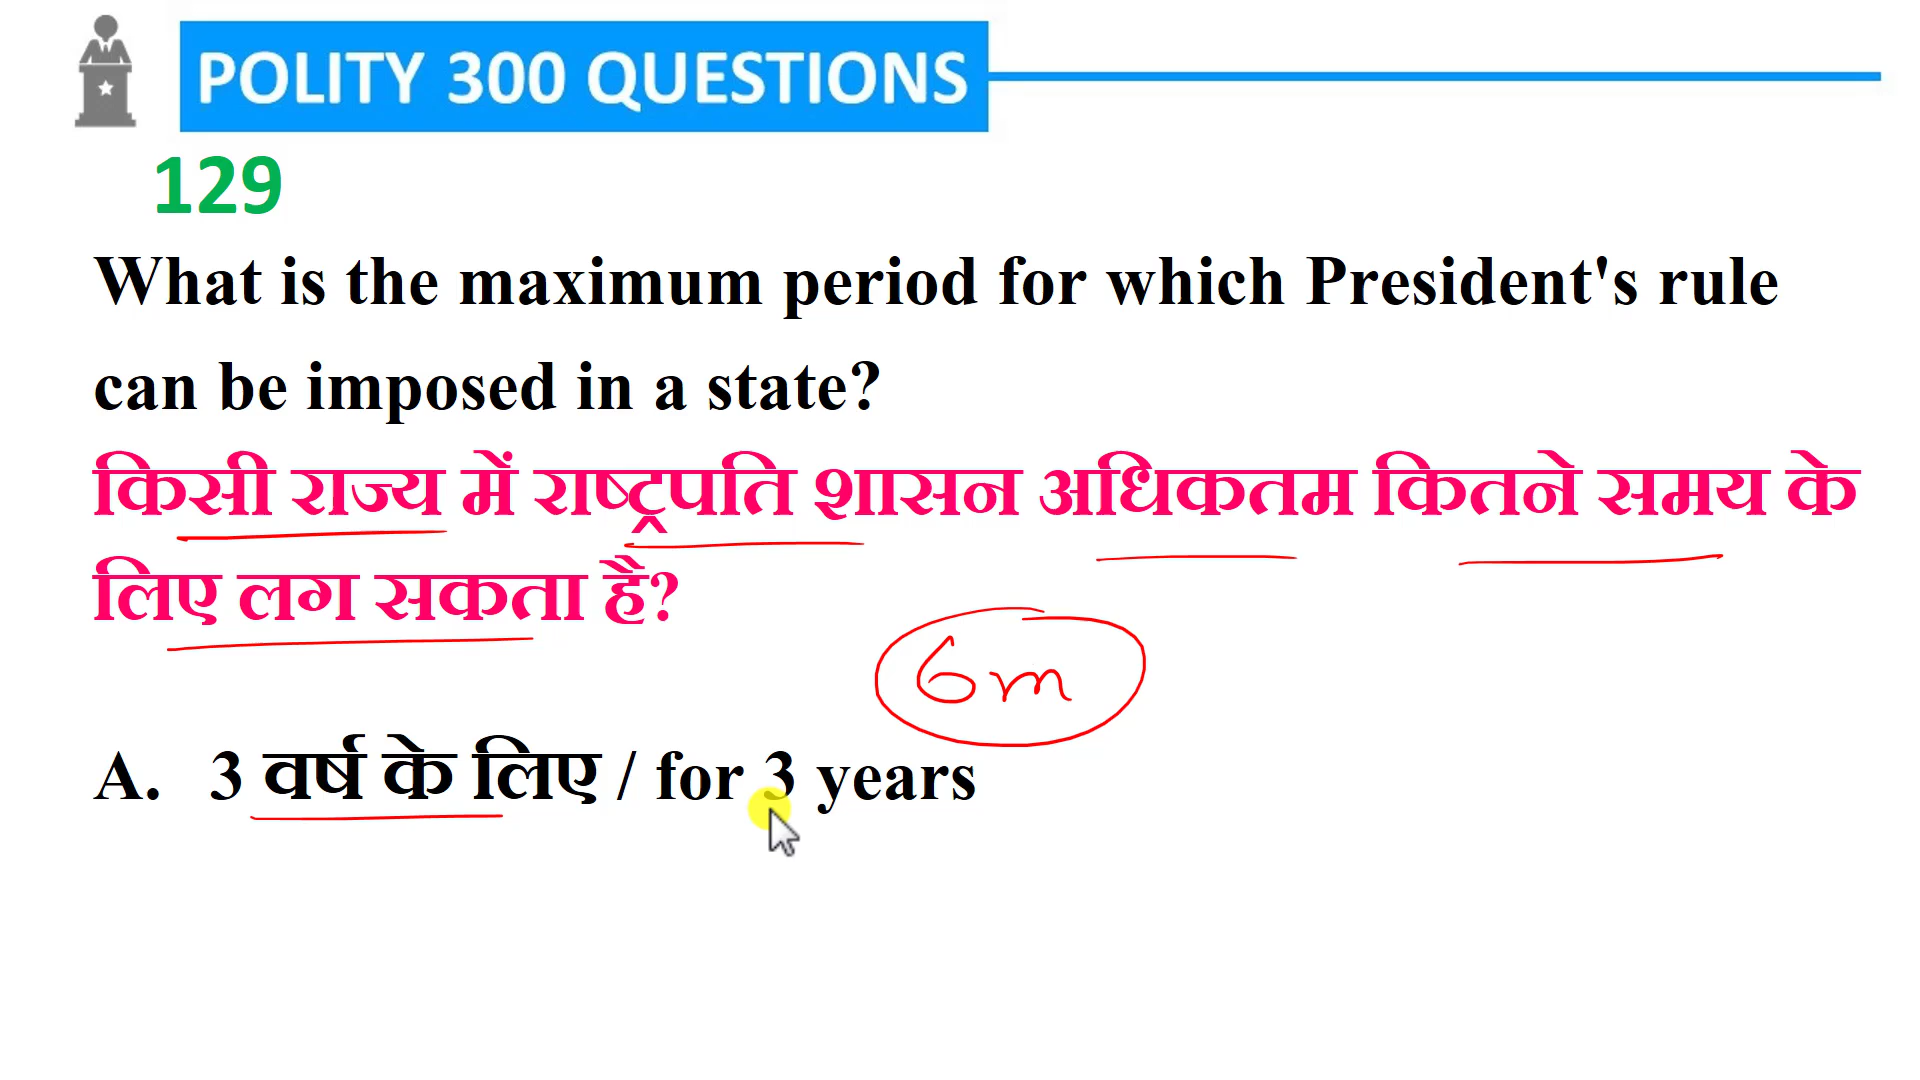 POLITY 300 QUESTIONS
129
What is the maximum period for which President's rule
can be imposed in a state?
किसी राज्य में राष्ट्रपति शासन अधिकतम कितने समय के
लिए लग सकता है?
6m
A. 3 वर्ष के लिए / for 3 years